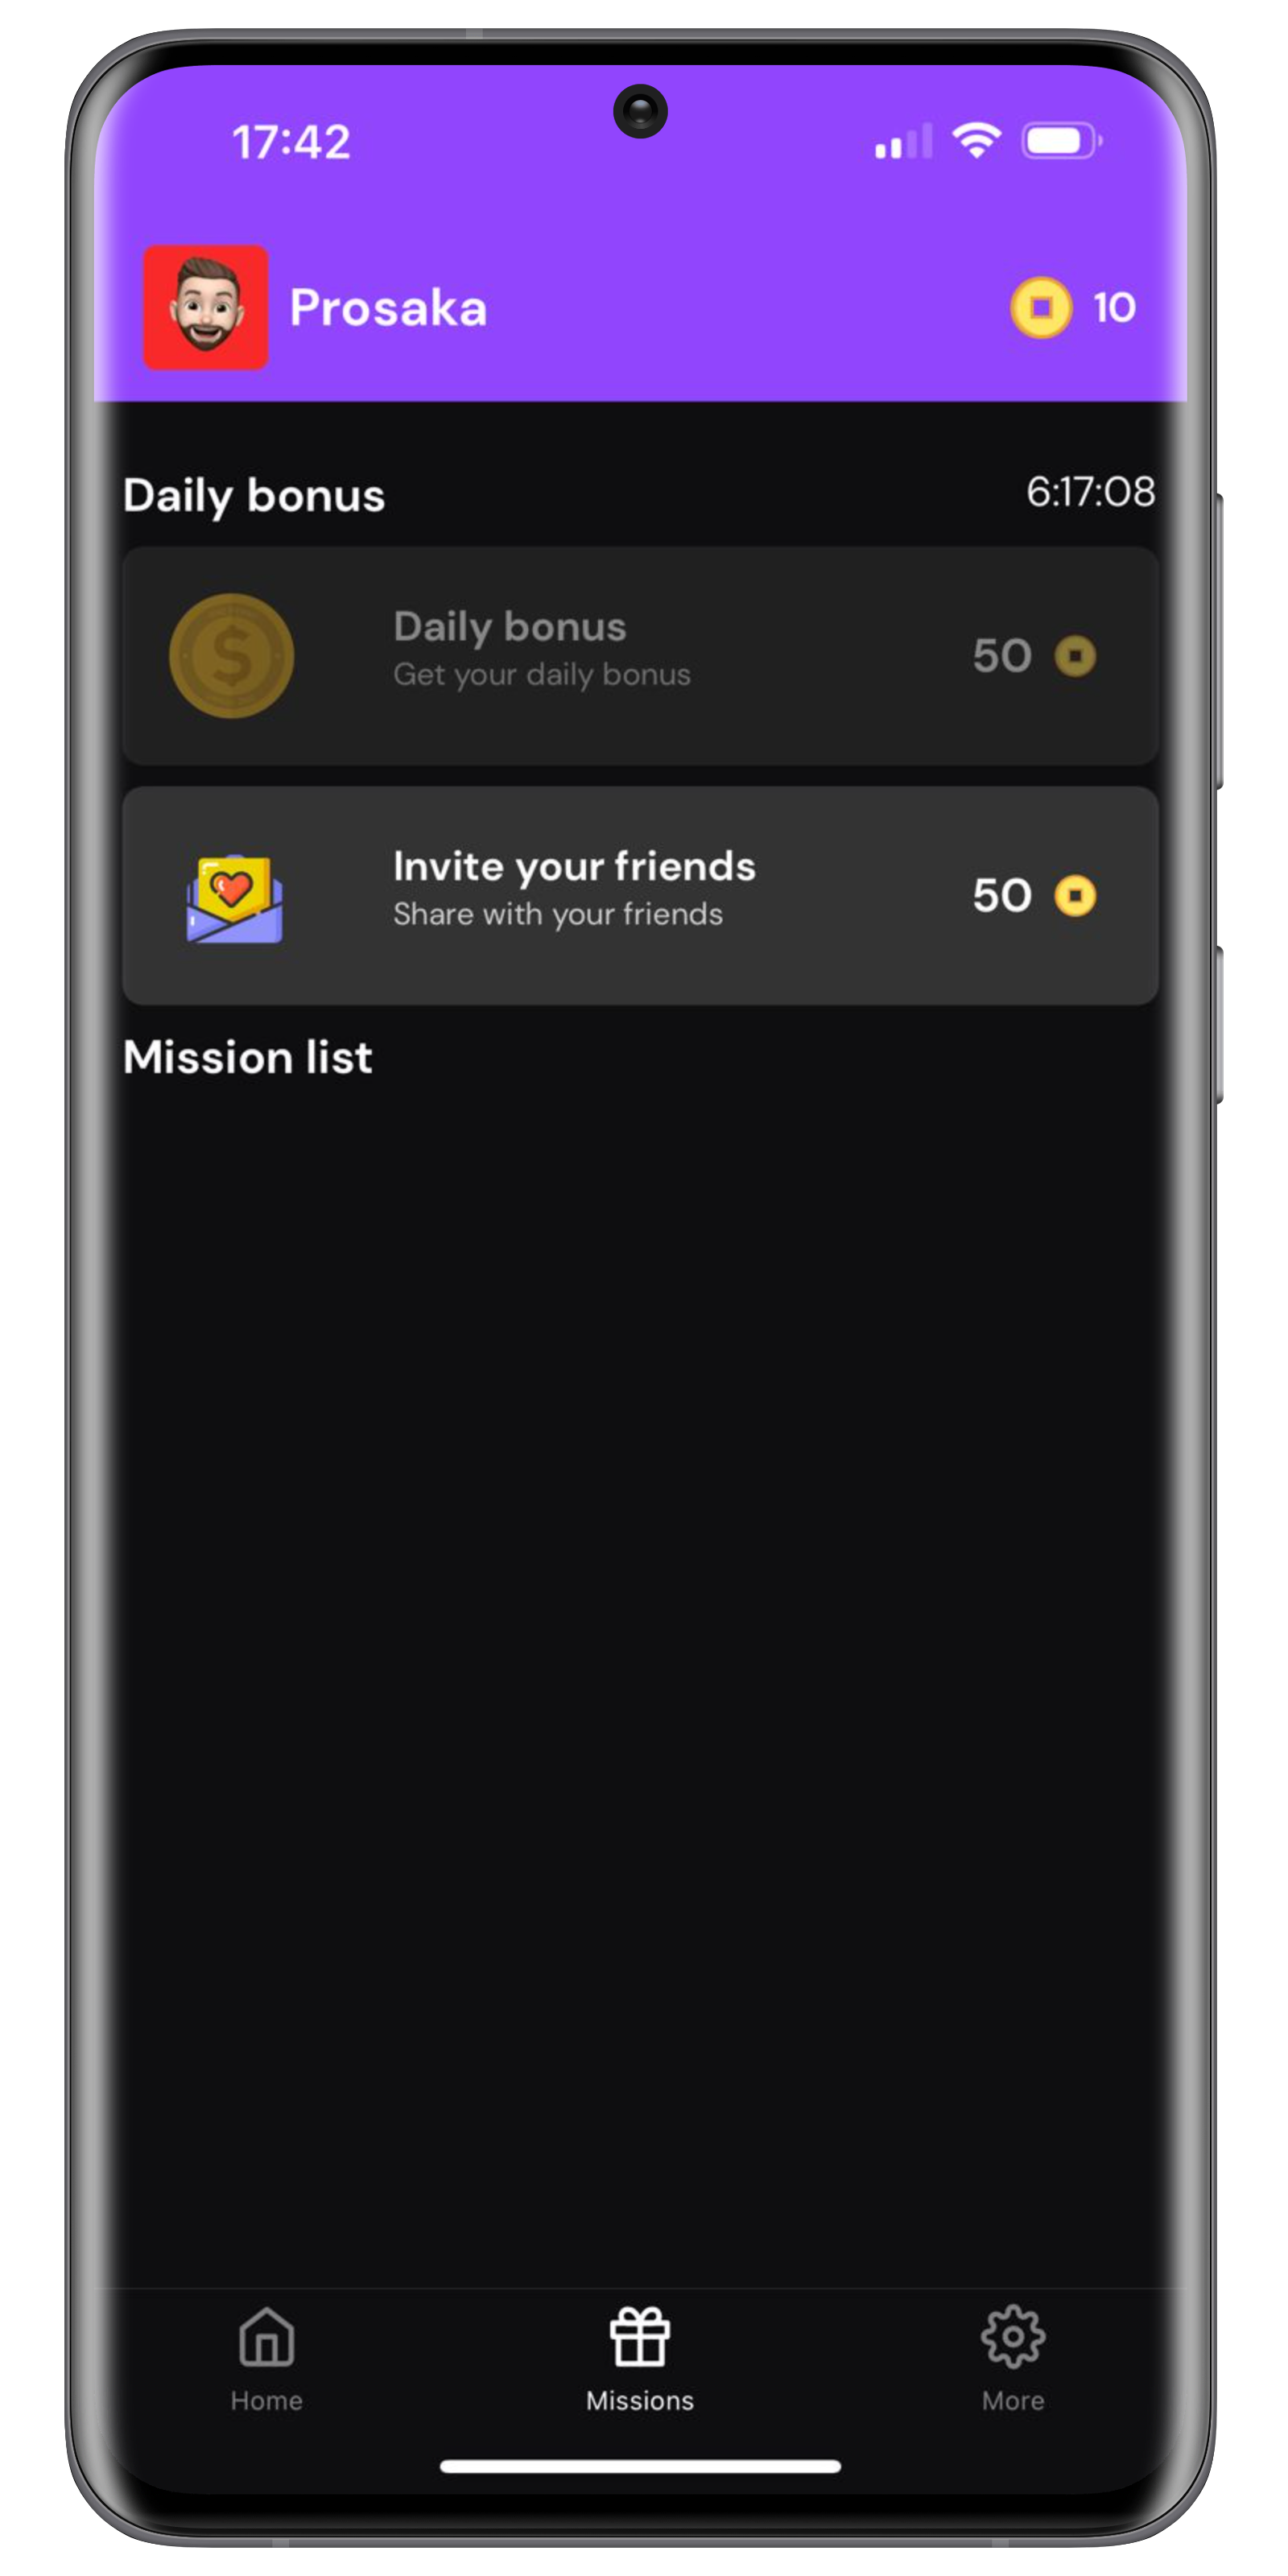 17:42
Prosaka
10
Daily bonus
6:17:08
Daily bonus
Get your daily bonus
50
Invite your friends
Share with your friends
50
Mission list
Home
Missions
More